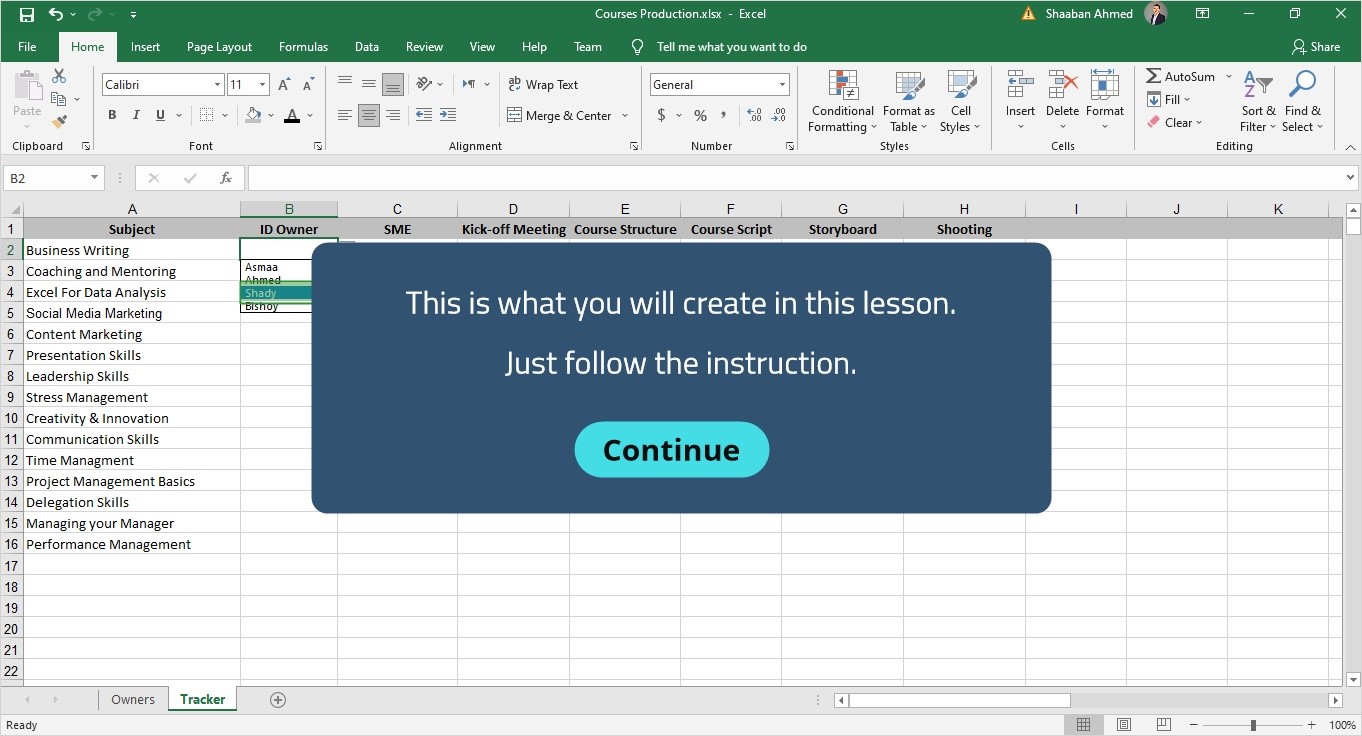 Courses Production.xlsx - Excel
Shaaban Ahmed
File Home Insert Page Layout Formulas Data Review View Help Team Tell me what you want to do Share
Calibri 11 ab Wrap Text General AutoSum
Paste Conditional Formatting Format as Table Cell Styles Insert Delete Format Fill Sort & Filter Find & Select
B I U A Merge & Center $ % , Clear
Clipboard Font Alignment Number Styles Cells Editing
B2 fx
A B C D E F G H I J K
1 Subject ID Owner SME Kick-off Meeting Course Structure Course Script Storyboard Shooting
2 Business Writing
3 Coaching and Mentoring
4 Excel For Data Analysis
5 Social Media Marketing
6 Content Marketing
7 Presentation Skills
8 Leadership Skills
9 Stress Management
10 Creativity & Innovation
11 Communication Skills
12 Time Managment
13 Project Management Basics
14 Delegation Skills
15 Managing your Manager
16 Performance Management
17
18
19
20
21
22
Asmaa
Ahmed
Shady
Bishoy
This is what you will create in this lesson.
Just follow the instruction.
Continue
Owners Tracker
Ready 100%